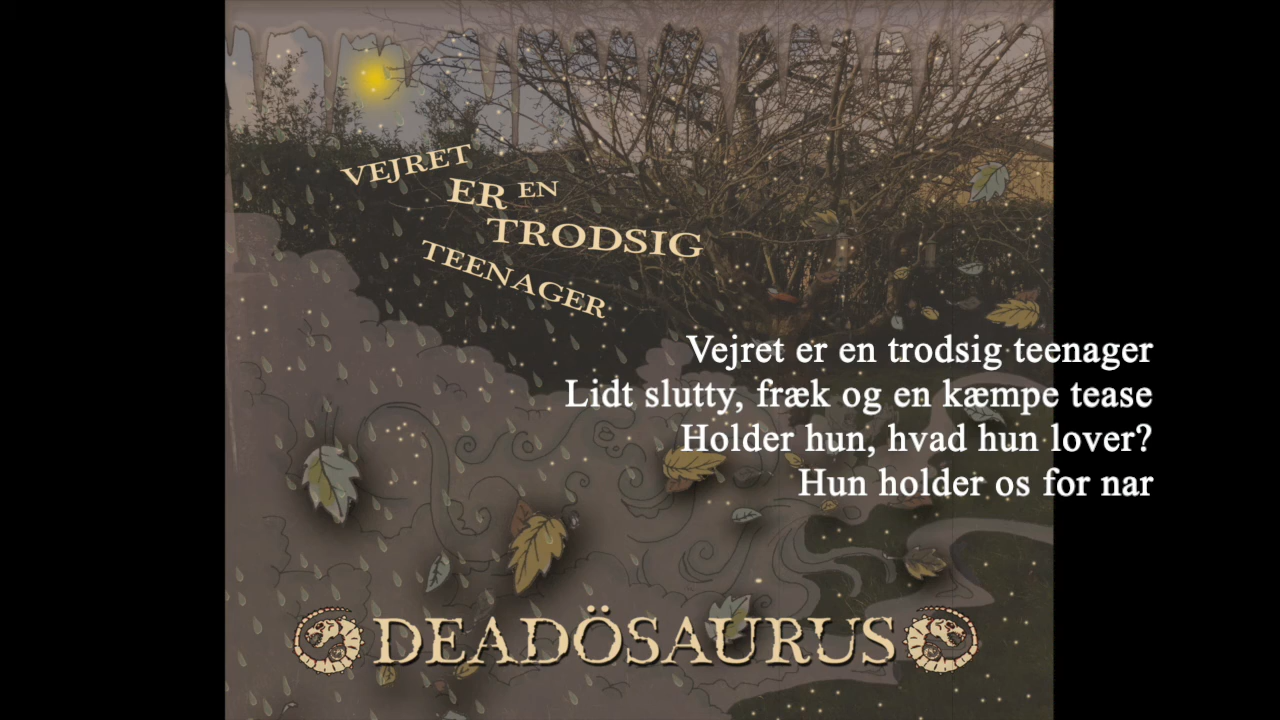 VEJRET
ER EN
TRODSIG
TEENAGER
Vejret er en trodsig teenager
Lidt slutty, fræk og en kæmpe tease
Holder hun, hvad hun lover?
Hun holder os for nar
DEADÖSAURUS